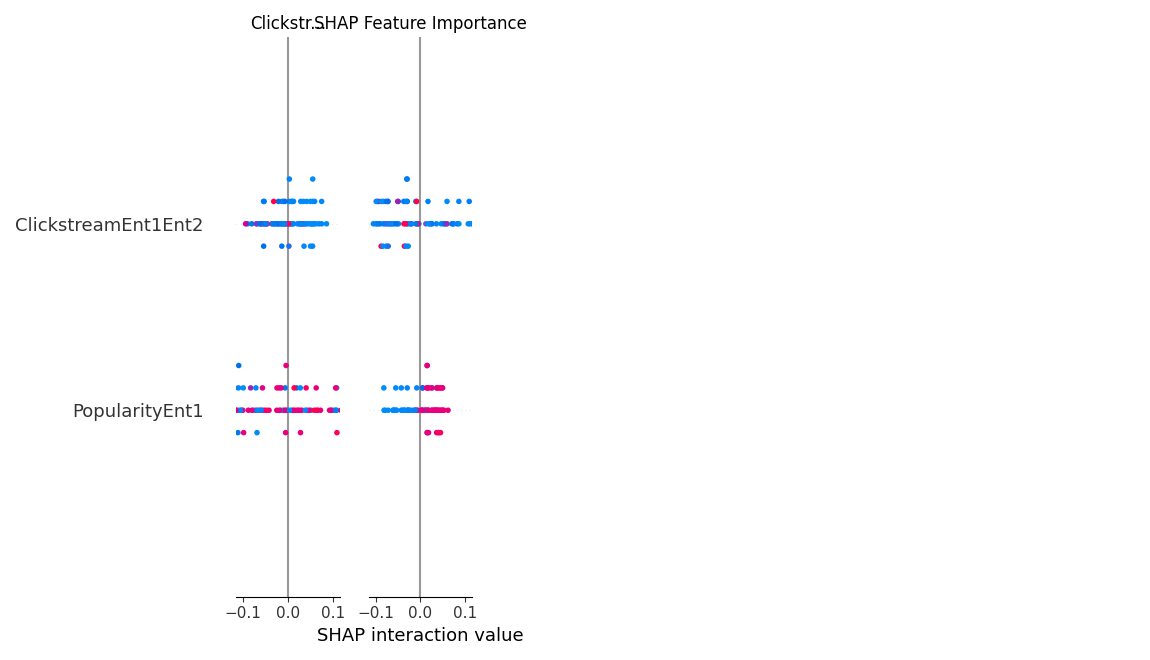 Clickstr... SHAP Feature Importance
ClickstreamEnt1Ent2
PopularityEnt1
−0.1 0.0 0.1 −0.1 0.0 0.1
SHAP interaction value